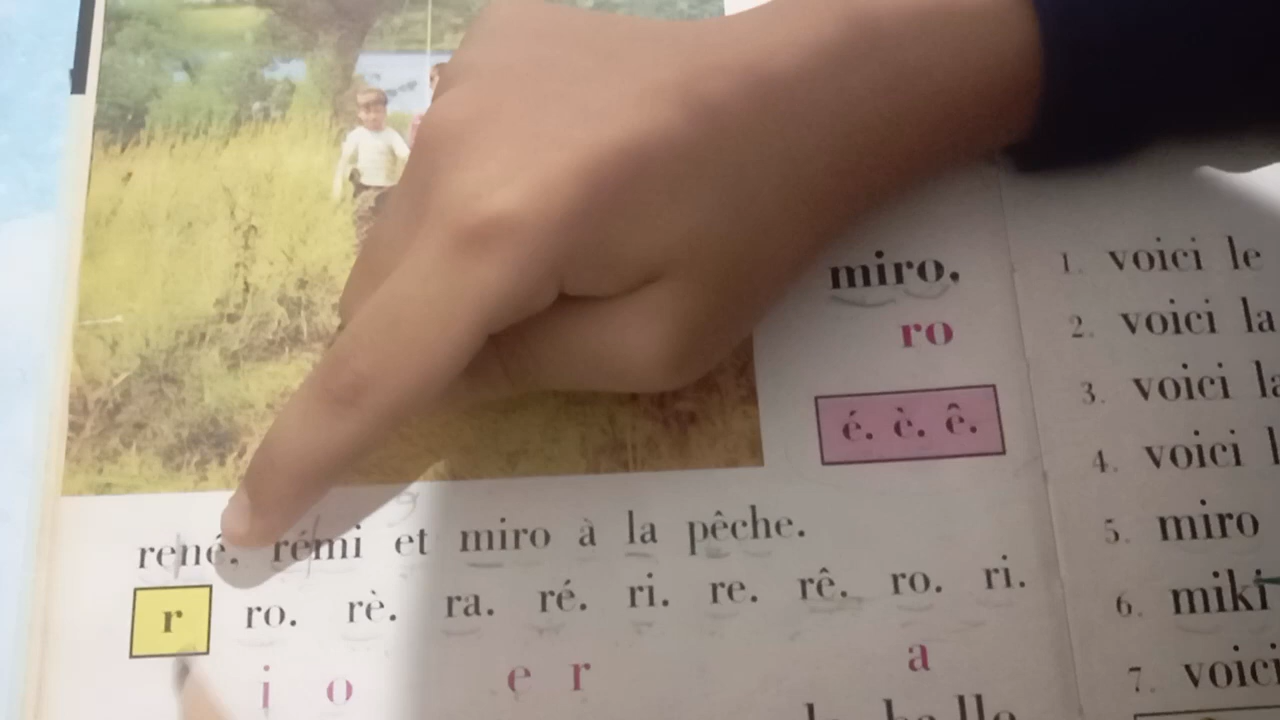 miro.
ro
é. è. ê.
rené, rémi et miro à la pêche.
r ro. rè. ra. ré. ri. re. rê. ro. ri.
i o e r a
1. voici le
2. voici la
3. voici la
4. voici
5. miro
6. miki
7. voici